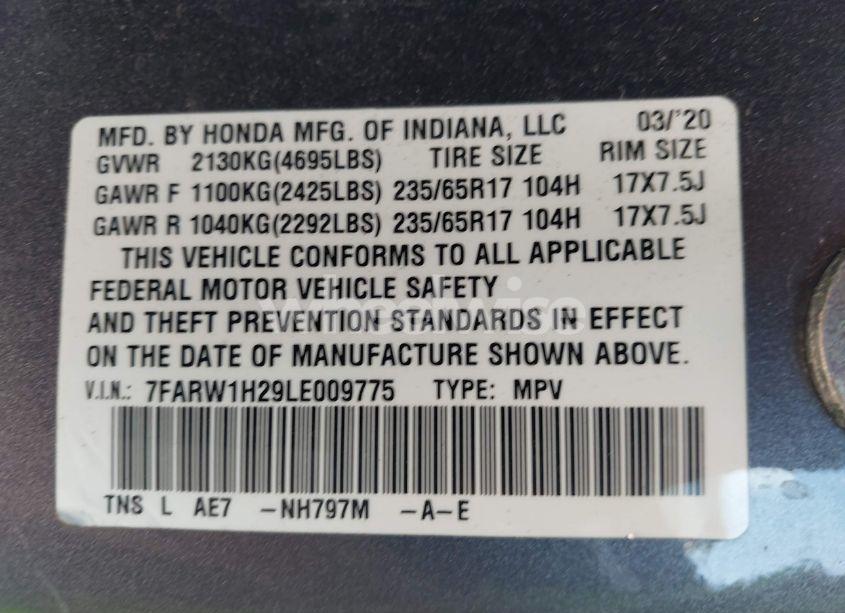 MFD. BY HONDA MFG. OF INDIANA, LLC 03/'20
GVWR 2130KG(4695LBS) TIRE SIZE RIM SIZE
GAWR F 1100KG(2425LBS) 235/65R17 104H 17X7.5J
GAWR R 1040KG(2292LBS) 235/65R17 104H 17X7.5J
THIS VEHICLE CONFORMS TO ALL APPLICABLE
FEDERAL MOTOR VEHICLE SAFETY
AND THEFT PREVENTION STANDARDS IN EFFECT
ON THE DATE OF MANUFACTURE SHOWN ABOVE.
V.I.N.: 7FARW1H29LE009775 TYPE: MPV
TNS L AE7 -NH797M -A-E